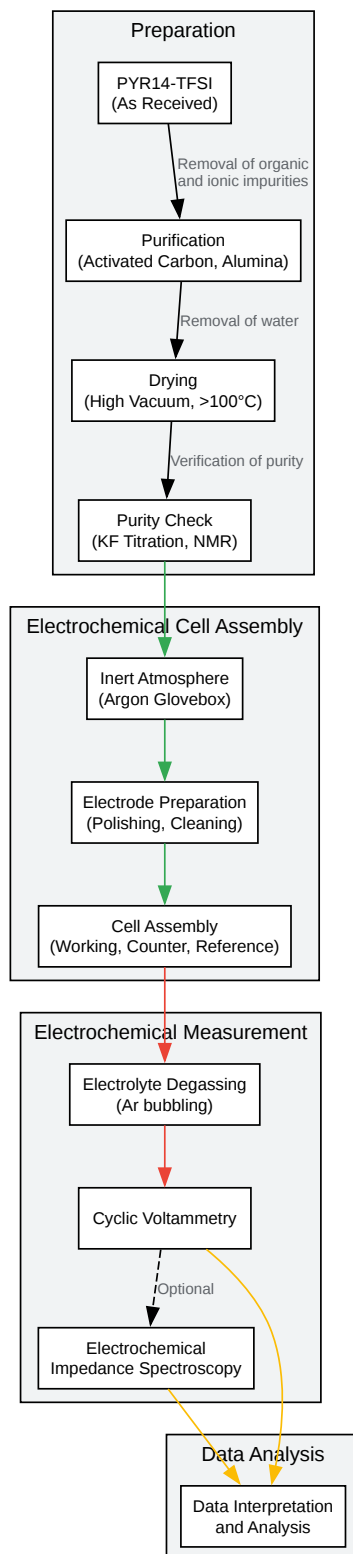 Preparation
PYR14-TFSI
(As Received)
Removal of organic
and ionic impurities
Purification
(Activated Carbon, Alumina)
Removal of water
Drying
(High Vacuum, >100°C)
Verification of purity
Purity Check
(KF Titration, NMR)
Electrochemical Cell Assembly
Inert Atmosphere
(Argon Glovebox)
Electrode Preparation
(Polishing, Cleaning)
Cell Assembly
(Working, Counter, Reference)
Electrochemical Measurement
Electrolyte Degassing
(Ar bubbling)
Cyclic Voltammetry
Optional
Electrochemical
Impedance Spectroscopy
Data Analysis
Data Interpretation
and Analysis